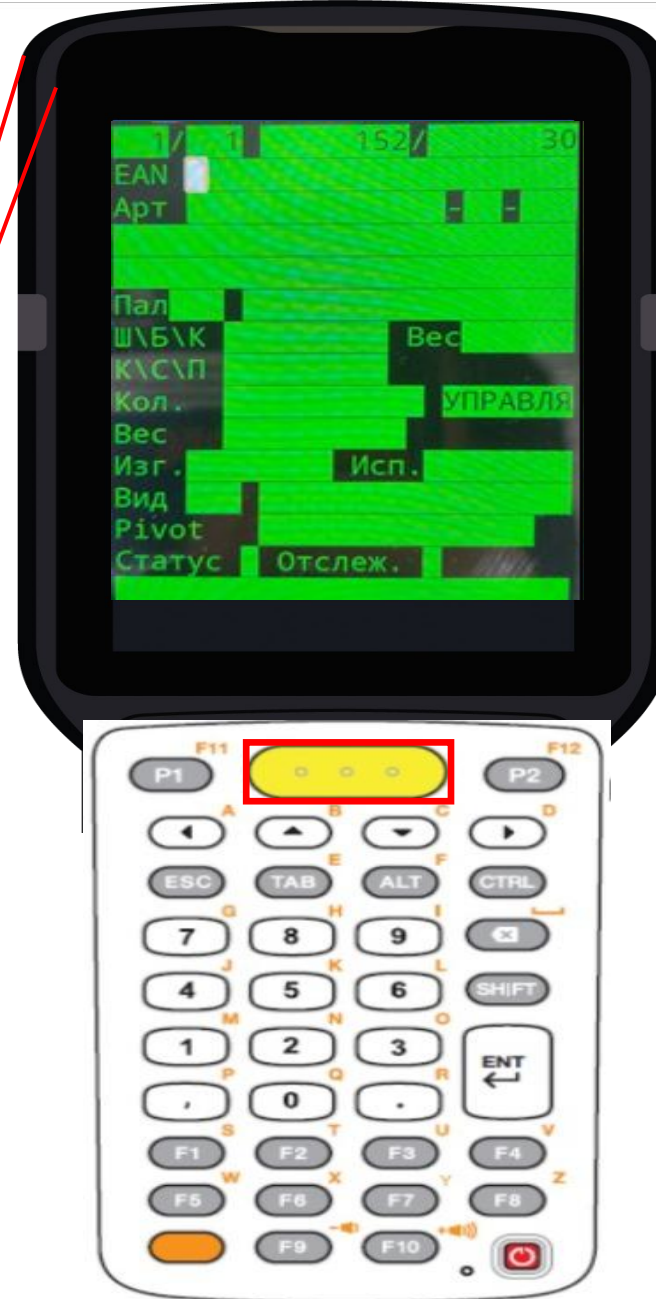 1/ 1 152/ 30
EAN
Арт - -
Пал
Ш\Б\К Вес
К\С\П
Кол. УПРАВЛЯ
Вес
Изг. Исп.
Вид
Pivot
Статус Отслеж.
F11 F12
P1 P2
A B C D
E F
ESC TAB ALT CTRL
G H I
7 8 9
J K L
4 5 6 SHIFT
M N O
1 2 3 ENT
P Q R
, 0 .
S T U V
F1 F2 F3 F4
W X Y Z
F5 F6 F7 F8
- +
F9 F10